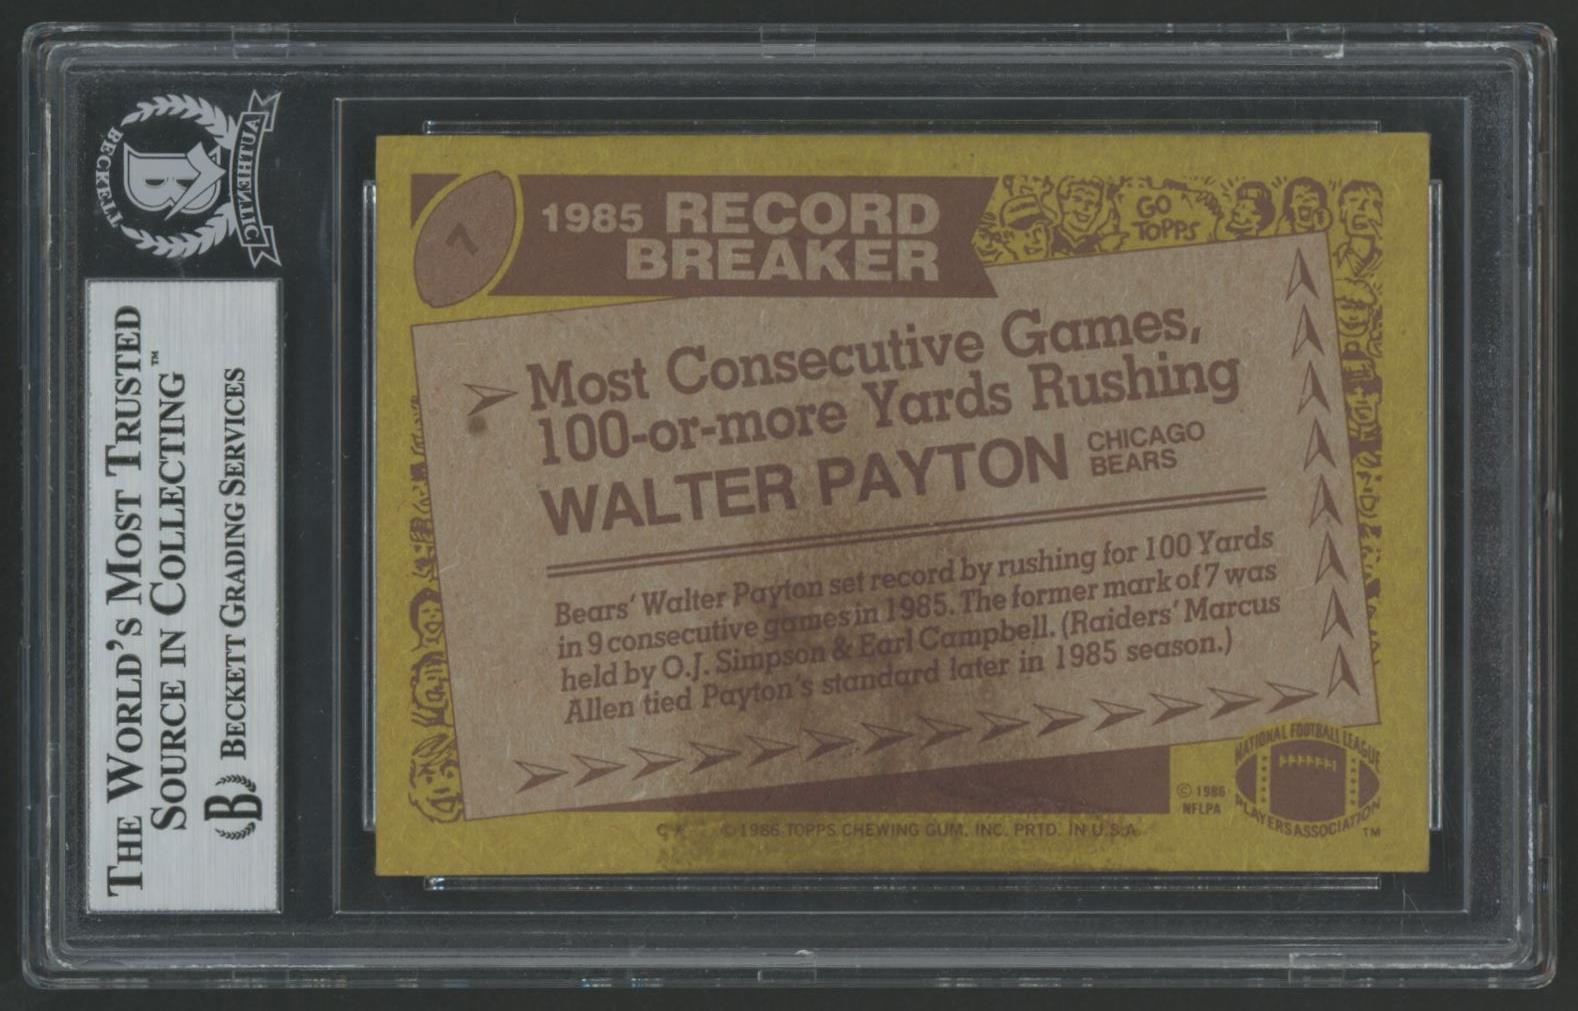 BECKETT
AUTHENTIC
B
THE WORLD'S MOST TRUSTED
SOURCE IN COLLECTING™
B BECKETT GRADING SERVICES
7
1985 RECORD
BREAKER
GO
TOPPS
Most Consecutive Games,
100-or-more Yards Rushing
WALTER PAYTON
CHICAGO
BEARS
Bears' Walter Payton set record by rushing for 100 Yards
in 9 consecutive games in 1985. The former mark of 7 was
held by O.J. Simpson & Earl Campbell. (Raiders' Marcus
Allen tied Payton's standard later in 1985 season.)
© 1986
NFLPA
NATIONAL FOOTBALL LEAGUE
PLAYERS ASSOCIATION
™
© 1986 TOPPS CHEWING GUM, INC. PRTD. IN U.S.A.